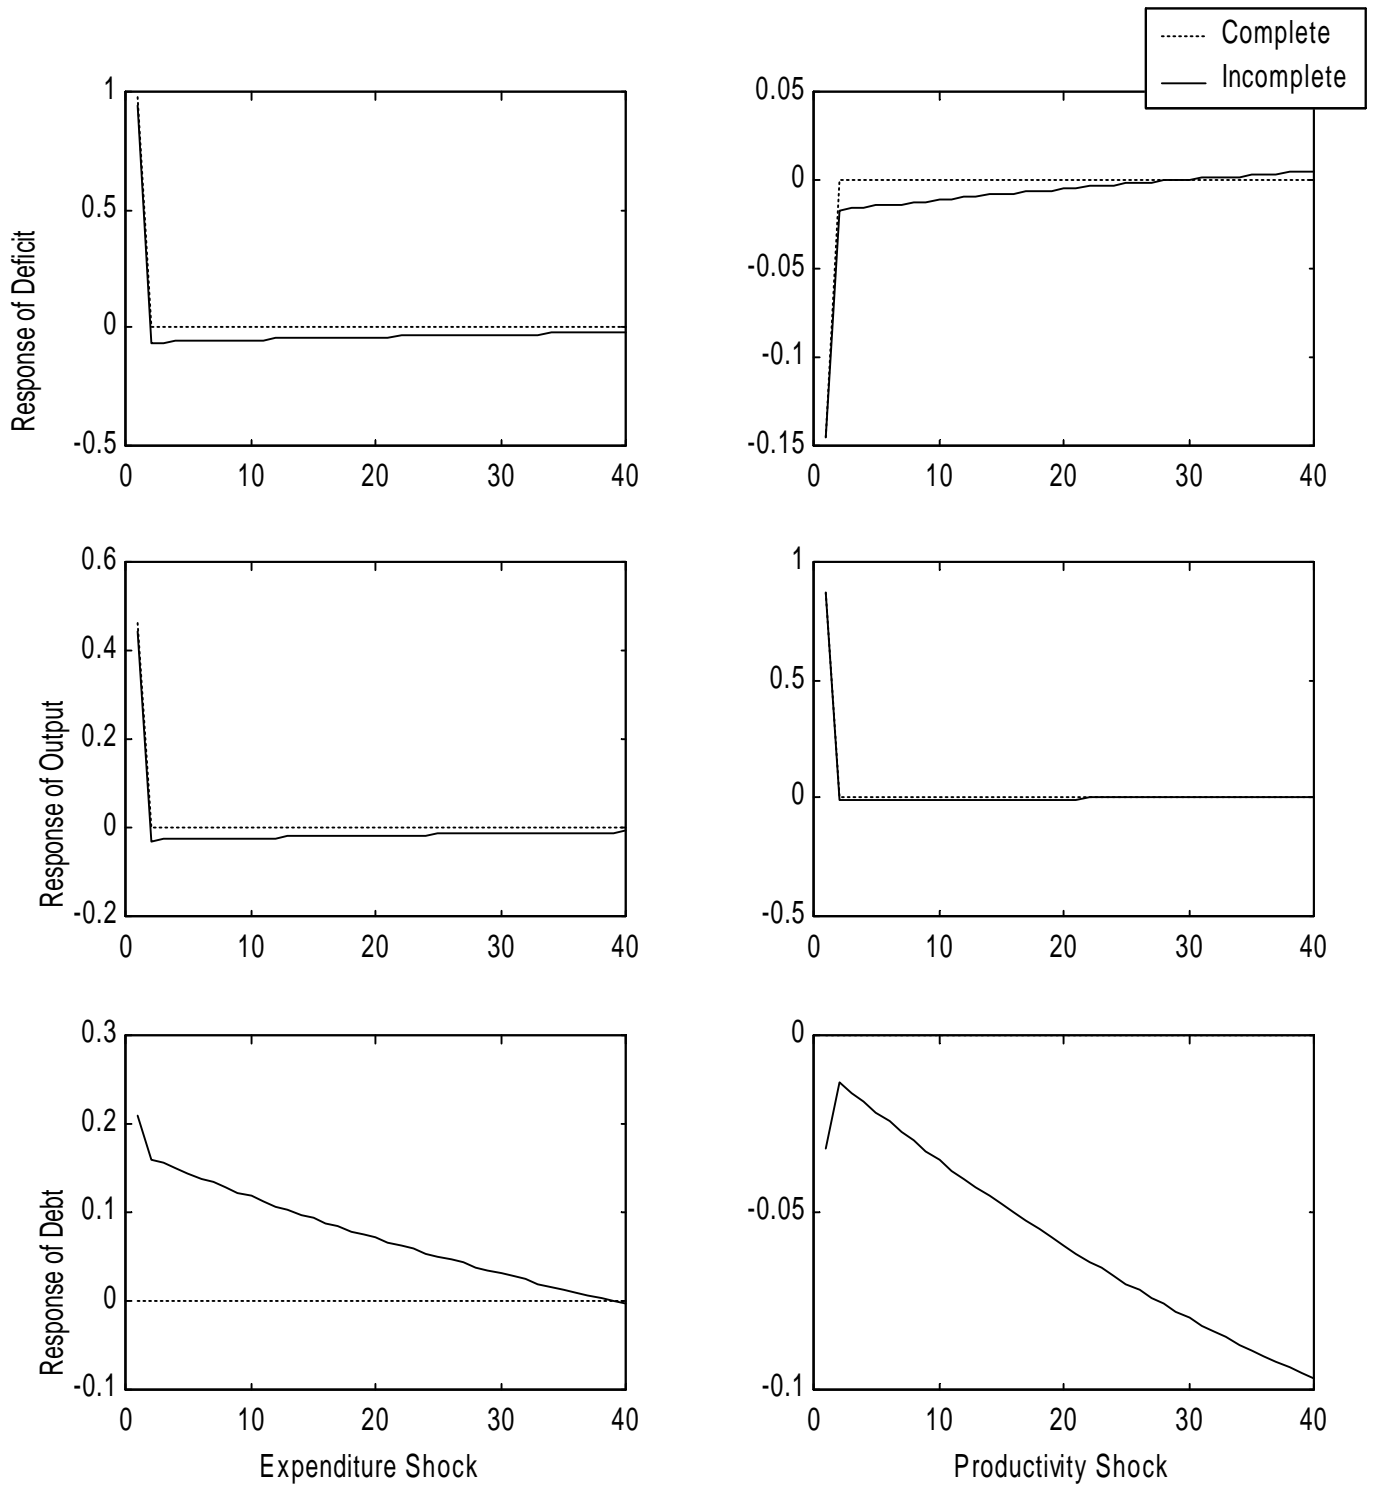 Complete
Incomplete
Response of Deficit
1
0.5
0
-0.5
0 10 20 30 40
0.05
0
-0.05
-0.1
-0.15
0 10 20 30 40
Response of Output
0.6
0.4
0.2
0
-0.2
0 10 20 30 40
1
0.5
0
-0.5
0 10 20 30 40
Response of Debt
0.3
0.2
0.1
0
-0.1
0 10 20 30 40
Expenditure Shock
0
-0.05
-0.1
0 10 20 30 40
Productivity Shock